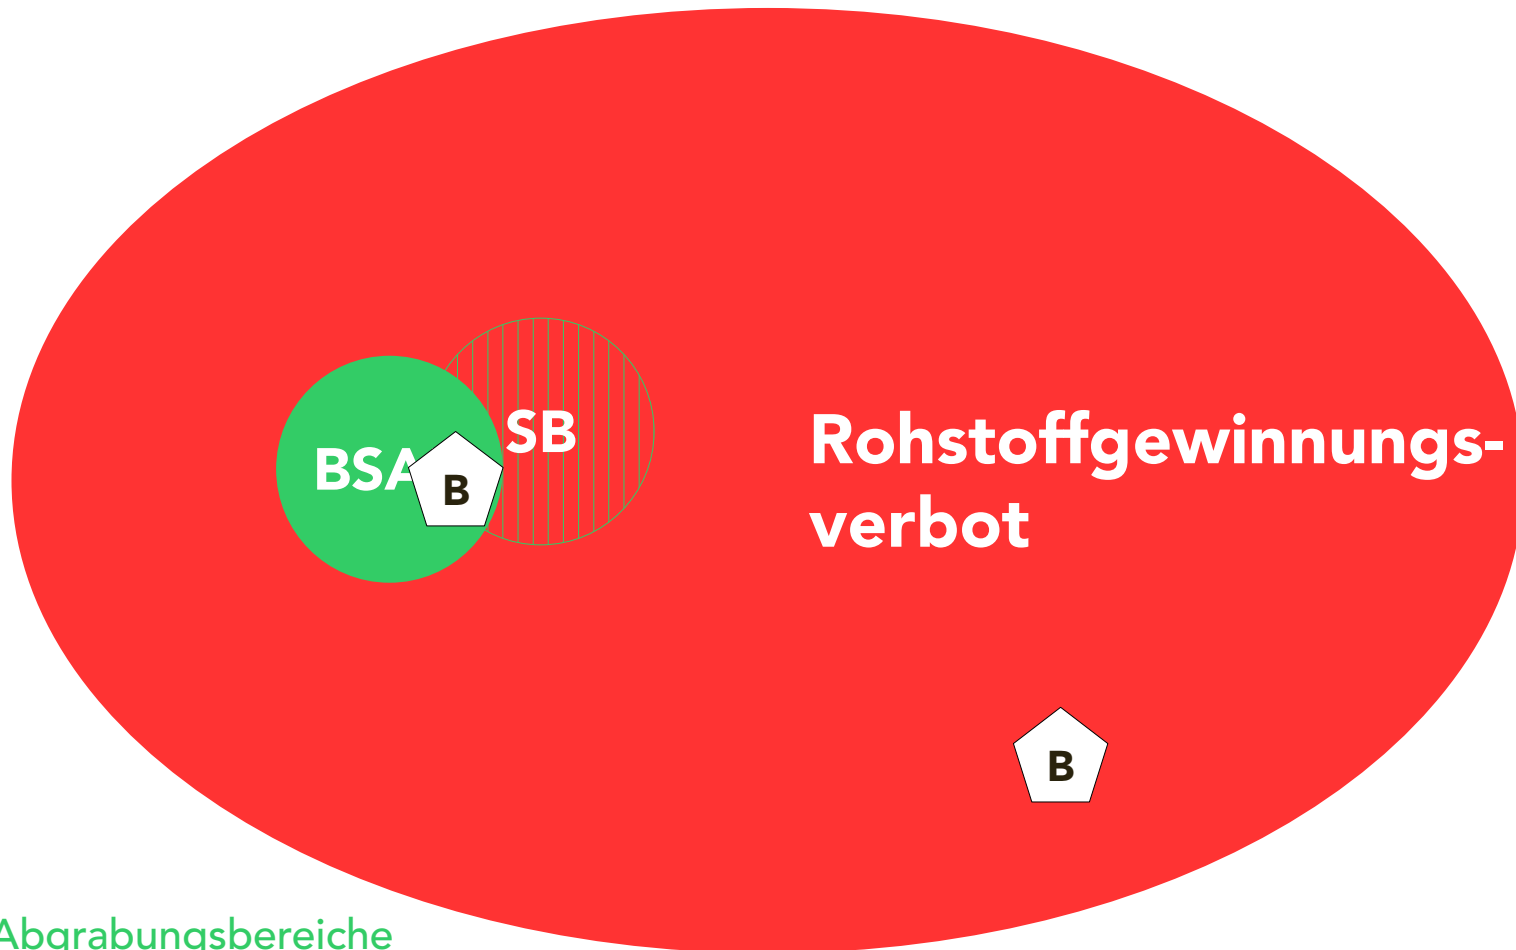 SB
BSA
B
Rohstoffgewinnungs-
verbot
B
Abgrabungsbereiche